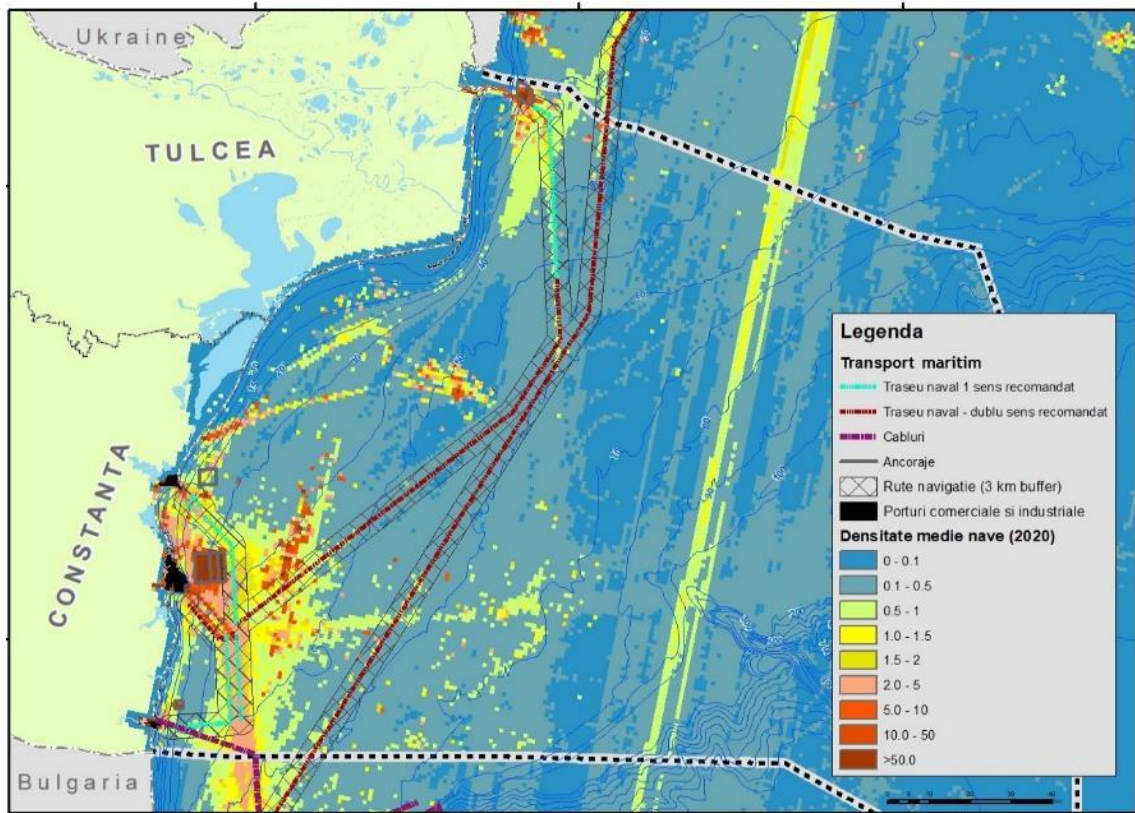 Ukraine
TULCEA
CONSTANTA
Bulgaria
Legenda
Transport maritim
Traseu naval 1 sens recomandat
Traseu naval - dublu sens recomandat
Cabluri
Ancoraje
Rute navigatie (3 km buffer)
Porturi comerciale si industriale
Densitate medie nave (2020)
0 - 0.1
0.1 - 0.5
0.5 - 1
1.0 - 1.5
1.5 - 2
2.0 - 5
5.0 - 10
10.0 - 50
>50.0